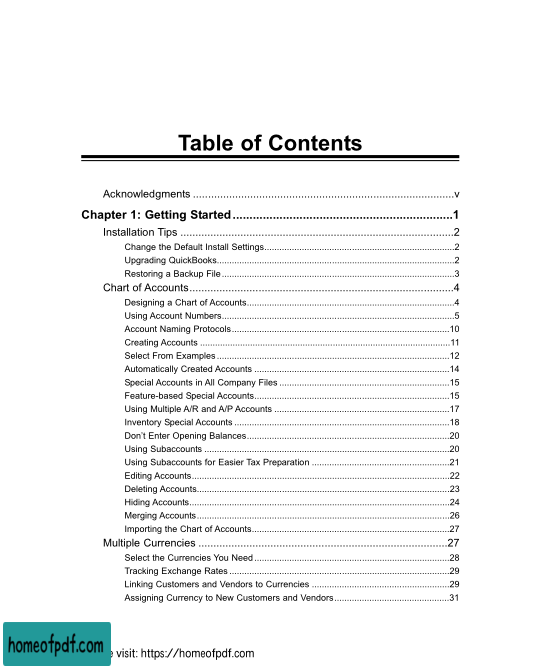 Table of Contents
Acknowledgments .......................................................................................v
Chapter 1: Getting Started..................................................................1
Installation Tips ...........................................................................................2
Change the Default Install Settings.............................................................................2
Upgrading QuickBooks................................................................................................2
Restoring a Backup File..............................................................................................3
Chart of Accounts........................................................................................4
Designing a Chart of Accounts....................................................................................4
Using Account Numbers..............................................................................................5
Account Naming Protocols........................................................................................10
Creating Accounts .....................................................................................................11
Select From Examples..............................................................................................12
Automatically Created Accounts ...............................................................................14
Special Accounts in All Company Files .....................................................................15
Feature-based Special Accounts...............................................................................15
Using Multiple A/R and A/P Accounts .......................................................................17
Inventory Special Accounts .......................................................................................18
Don't Enter Opening Balances..................................................................................20
Using Subaccounts ...................................................................................................20
Using Subaccounts for Easier Tax Preparation ........................................................21
Editing Accounts........................................................................................................22
Deleting Accounts......................................................................................................23
Hiding Accounts.........................................................................................................24
Merging Accounts......................................................................................................26
Importing the Chart of Accounts................................................................................27
Multiple Currencies ...................................................................................27
Select the Currencies You Need...............................................................................28
Tracking Exchange Rates .........................................................................................29
Linking Customers and Vendors to Currencies ........................................................29
Assigning Currency to New Customers and Vendors...............................................31
homeofpdf.com
visit: https://homeofpdf.com